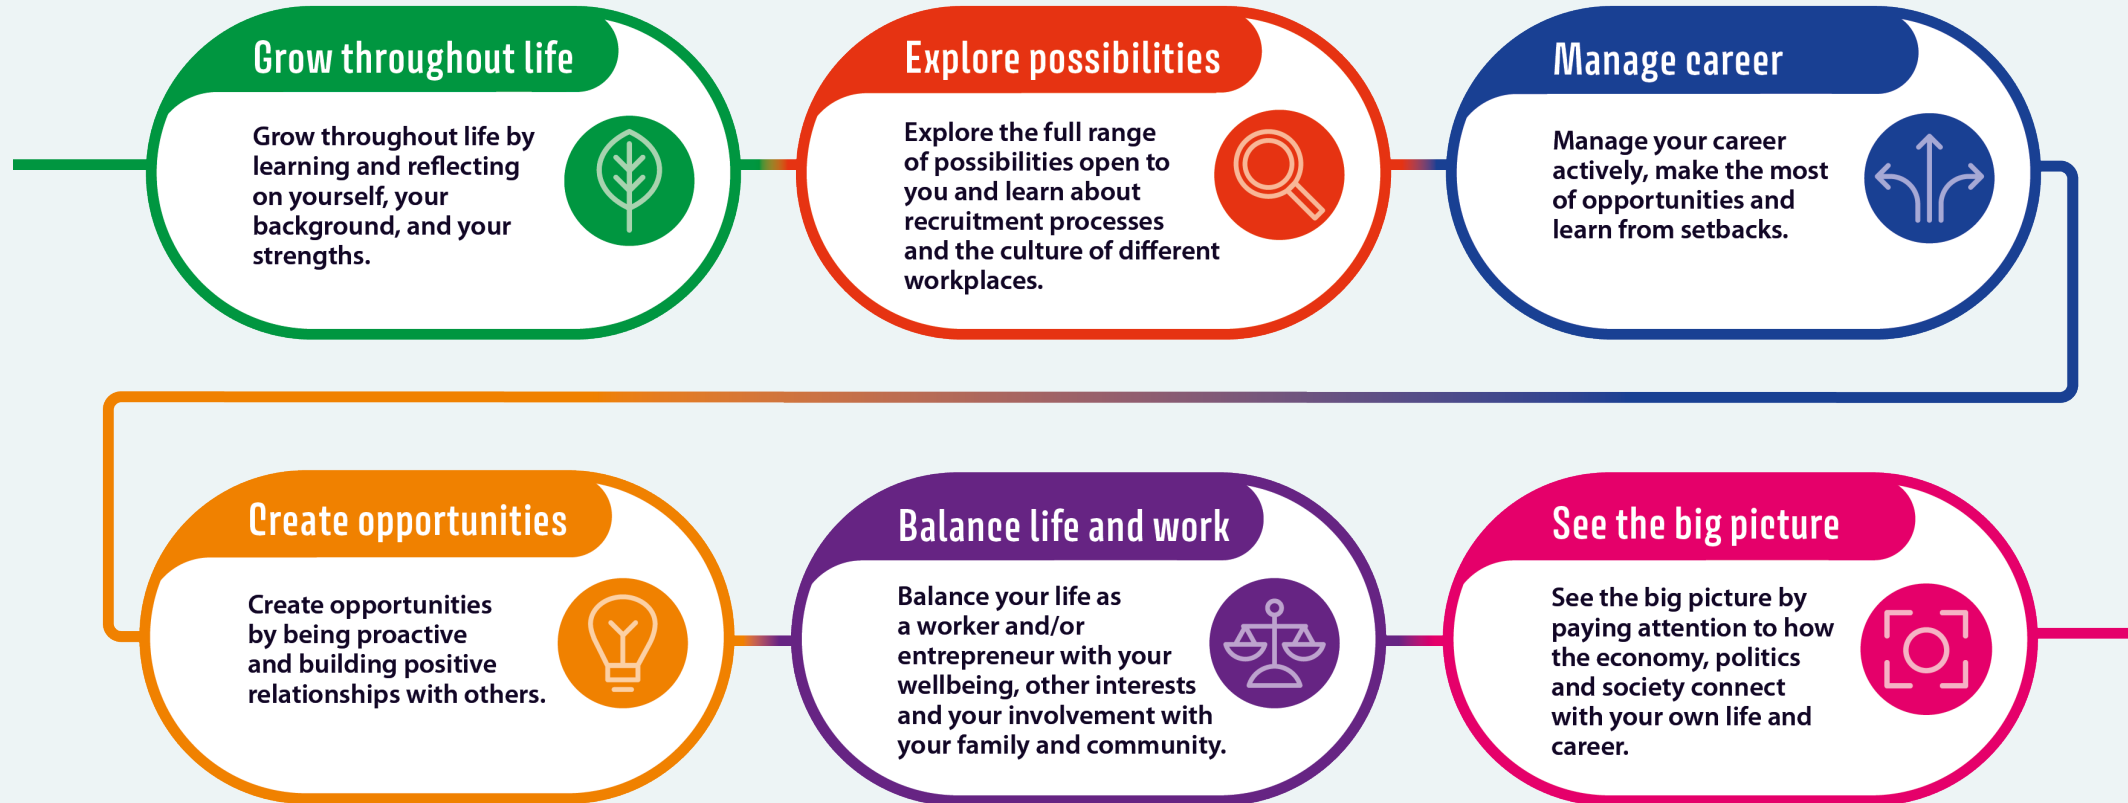 Grow throughout life
Grow throughout life by
learning and reflecting
on yourself, your
background, and your
strengths.
Explore possibilities
Explore the full range
of possibilities open to
you and learn about
recruitment processes
and the culture of different
workplaces.
Manage career
Manage your career
actively, make the most
of opportunities and
learn from setbacks.
Create opportunities
Create opportunities
by being proactive
and building positive
relationships with others.
Balance life and work
Balance your life as
a worker and/or
entrepreneur with your
wellbeing, other interests
and your involvement with
your family and community.
See the big picture
See the big picture by
paying attention to how
the economy, politics
and society connect
with your own life and
career.